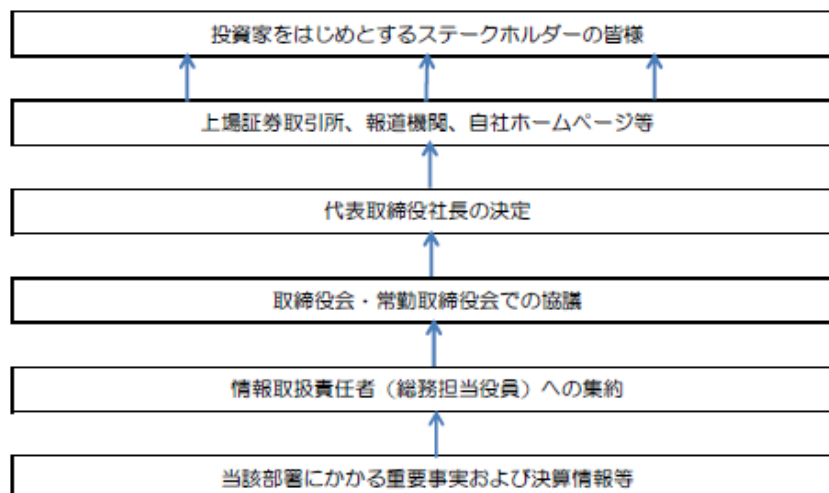 投資家をはじめとするステークホルダーの皆様
上場証券取引所、報道機関、自社ホームページ等
代表取締役社長の決定
取締役会・常勤取締役会での協議
情報取扱責任者（総務担当役員）への集約
当該部署にかかる重要事実および決算情報等